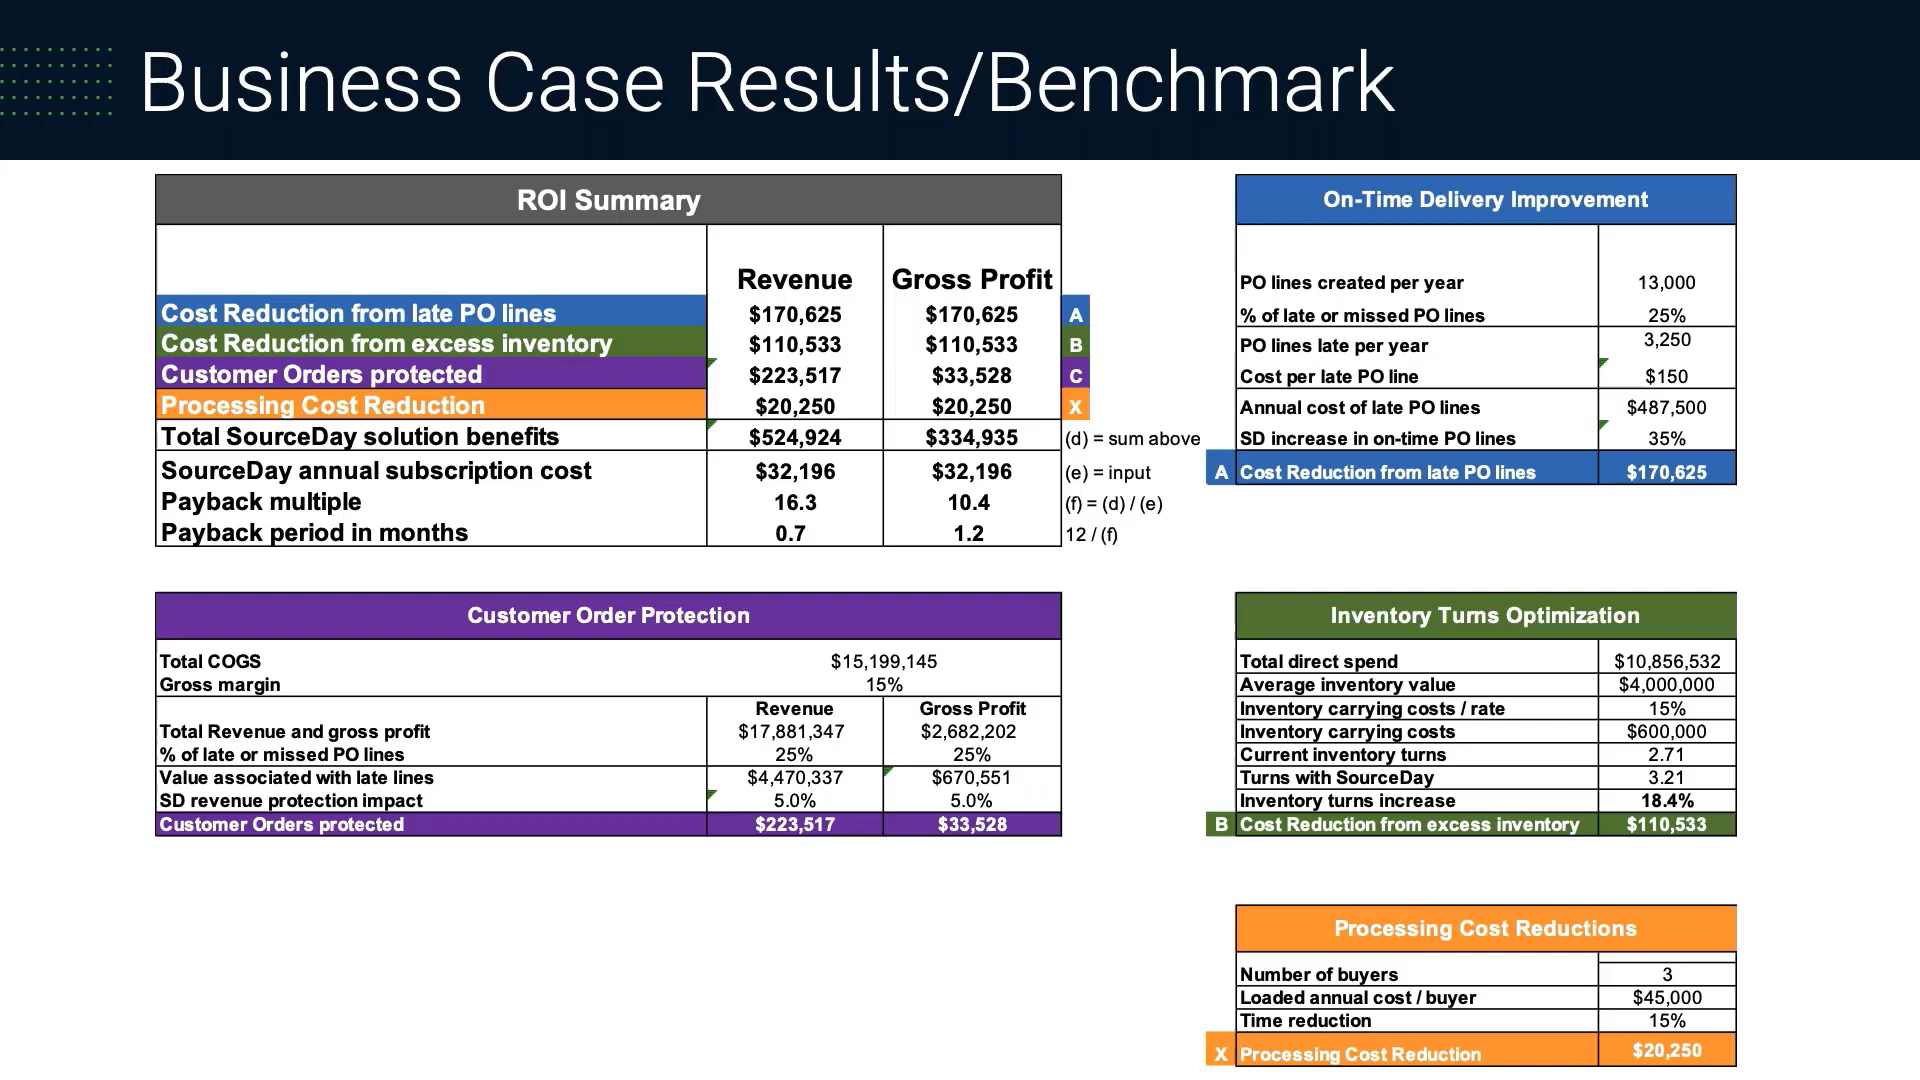 Business Case Results/Benchmark
ROI Summary
Revenue Gross Profit
Cost Reduction from late PO lines $170,625 $170,625 A
Cost Reduction from excess inventory $110,533 $110,533 B
Customer Orders protected $223,517 $33,528 C
Processing Cost Reduction $20,250 $20,250 X
Total SourceDay solution benefits $524,924 $334,935 (d) = sum above
SourceDay annual subscription cost $32,196 $32,196 (e) = input
Payback multiple 16.3 10.4 (f) = (d) / (e)
Payback period in months 0.7 1.2 12 / (f)
On-Time Delivery Improvement
PO lines created per year 13,000
% of late or missed PO lines 25%
PO lines late per year 3,250
Cost per late PO line $150
Annual cost of late PO lines $487,500
SD increase in on-time PO lines 35%
A Cost Reduction from late PO lines $170,625
Customer Order Protection
Total COGS $15,199,145
Gross margin 15%
Revenue Gross Profit
Total Revenue and gross profit $17,881,347 $2,682,202
% of late or missed PO lines 25% 25%
Value associated with late lines $4,470,337 $670,551
SD revenue protection impact 5.0% 5.0%
Customer Orders protected $223,517 $33,528
Inventory Turns Optimization
Total direct spend $10,856,532
Average inventory value $4,000,000
Inventory carrying costs / rate 15%
Inventory carrying costs $600,000
Current inventory turns 2.71
Turns with SourceDay 3.21
Inventory turns increase 18.4%
B Cost Reduction from excess inventory $110,533
Processing Cost Reductions
Number of buyers 3
Loaded annual cost / buyer $45,000
Time reduction 15%
X Processing Cost Reduction $20,250